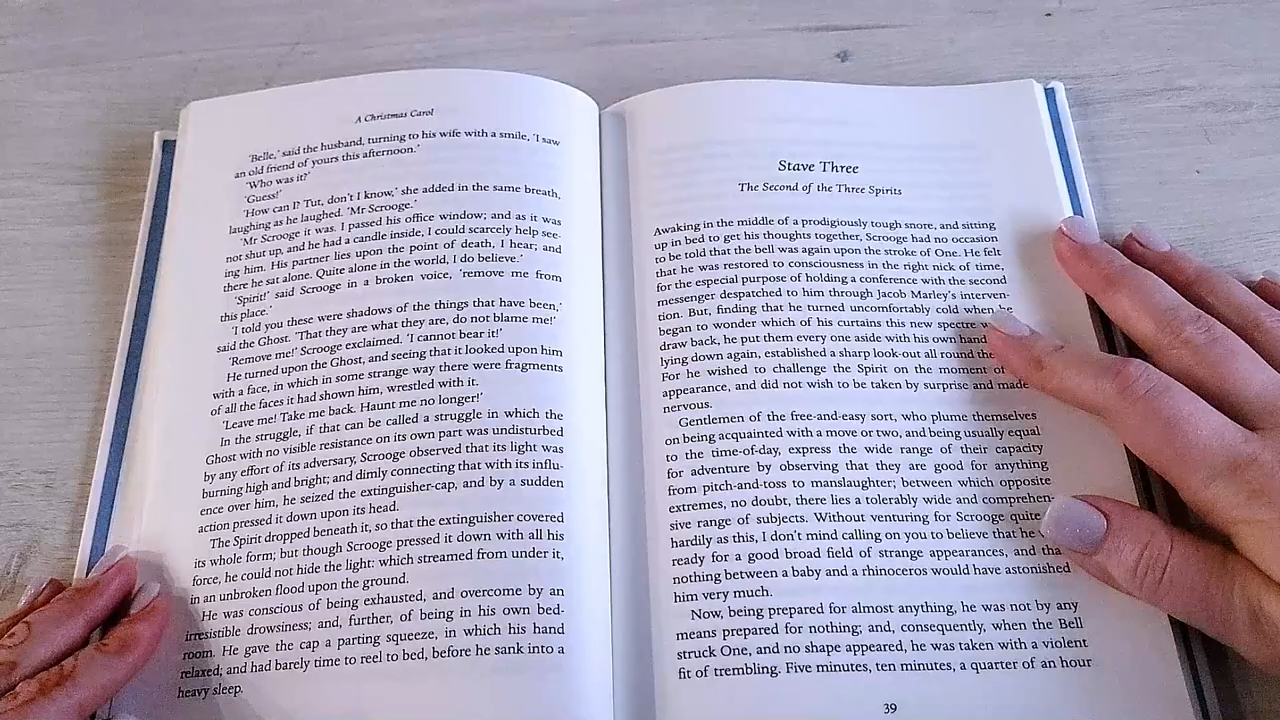 A Christmas Carol
'Belle,' said the husband, turning to his wife with a smile, 'I saw
an old friend of yours this afternoon.'
'Who was it?'
'Guess!'
'How can I? Tut, don't I know,' she added in the same breath,
laughing as he laughed. 'Mr Scrooge.'
'Mr Scrooge it was. I passed his office window; and as it was
not shut up, and he had a candle inside, I could scarcely help see-
ing him. His partner lies upon the point of death, I hear; and
there he sat alone. Quite alone in the world, I do believe.'
'Spirit!' said Scrooge in a broken voice, 'remove me from
this place.'
'I told you these were shadows of the things that have been,'
said the Ghost. 'That they are what they are, do not blame me!'
'Remove me!' Scrooge exclaimed. 'I cannot bear it!'
He turned upon the Ghost, and seeing that it looked upon him
with a face, in which in some strange way there were fragments
of all the faces it had shown him, wrestled with it.
'Leave me! Take me back. Haunt me no longer!'
In the struggle, if that can be called a struggle in which the
Ghost with no visible resistance on its own part was undisturbed
by any effort of its adversary, Scrooge observed that its light was
burning high and bright; and dimly connecting that with its influ-
ence over him, he seized the extinguisher-cap, and by a sudden
action pressed it down upon its head.
The Spirit dropped beneath it, so that the extinguisher covered
its whole form; but though Scrooge pressed it down with all his
force, he could not hide the light: which streamed from under it,
in an unbroken flood upon the ground.
He was conscious of being exhausted, and overcome by an
irresistible drowsiness; and, further, of being in his own bed-
room. He gave the cap a parting squeeze, in which his hand
relaxed; and had barely time to reel to bed, before he sank into a
heavy sleep.
Stave Three
The Second of the Three Spirits
Awaking in the middle of a prodigiously tough snore, and sitting
up in bed to get his thoughts together, Scrooge had no occasion
to be told that the bell was again upon the stroke of One. He felt
that he was restored to consciousness in the right nick of time,
for the especial purpose of holding a conference with the second
messenger despatched to him through Jacob Marley's interven-
tion. But, finding that he turned uncomfortably cold when he
began to wonder which of his curtains this new spectre
draw back, he put them every one aside with his own hand
lying down again, established a sharp look-out all round the
For he wished to challenge the Spirit on the moment of
appearance, and did not wish to be taken by surprise and made
nervous.
Gentlemen of the free-and-easy sort, who plume themselves
on being acquainted with a move or two, and being usually equal
to the time-of-day, express the wide range of their capacity
for adventure by observing that they are good for anything
from pitch-and-toss to manslaughter; between which opposite
extremes, no doubt, there lies a tolerably wide and comprehen-
sive range of subjects. Without venturing for Scrooge quite
hardily as this, I don't mind calling on you to believe that he
ready for a good broad field of strange appearances, and tha
nothing between a baby and a rhinoceros would have astonished
him very much.
Now, being prepared for almost anything, he was not by any
means prepared for nothing; and, consequently, when the Bell
struck One, and no shape appeared, he was taken with a violent
fit of trembling. Five minutes, ten minutes, a quarter of an hour
39